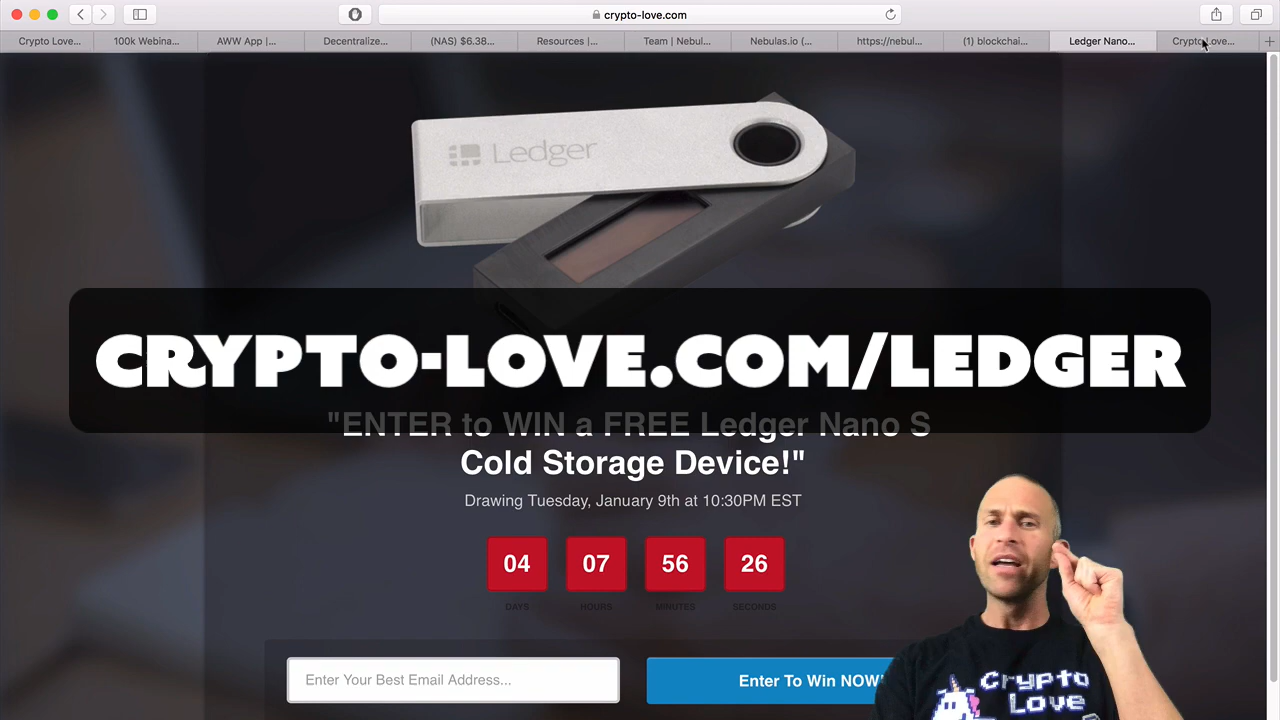 crypto-love.com
Crypto Love...
100k Webina...
AWW App |...
Decentralize...
(NAS) $6.38...
Resources |...
Team | Nebul...
Nebulas.io (...
https://nebul...
(1) blockchai...
Ledger Nano...
Crypto Love...
Ledger
CRYPTO-LOVE.COM/LEDGER
"ENTER to WIN a FREE Ledger Nano S
Cold Storage Device!"
Drawing Tuesday, January 9th at 10:30PM EST
04 07 56 26
DAYS HOURS MINUTES SECONDS
Enter Your Best Email Address...
Enter To Win NOW!
Crypto
Love